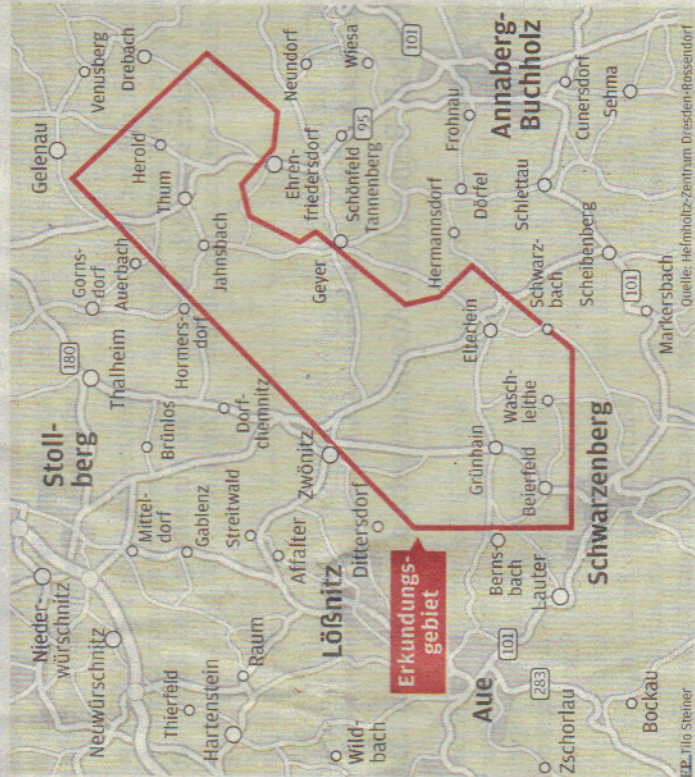 Nieder-
würschnitz
Neuwürschnitz
Stoll-
berg
180
Thalheim
Gorns-
dorf
Auerbach
Gelenau
Venusberg
Drebach
Herold
Thum
Thierfeld
Hartenstein
Raum
Mittel-
dorf
Gablenz
Brünlos
Hormers-
dorf
Jahnsbach
Streitwald
Dorf-
chemnitz
Affalter
Zwönitz
Ehren-
friedersdorf
Neundorf
Wiesa
Geyer
Schönfeld
95
Tannenberg
101
Wild-
bach
Lößnitz
Dittersdorf
Hermannsdorf
Frohnau
Dörfel
Annaberg-
Buchholz
Erkundungs-
gebiet
Elterlein
Schlettau
Cunersdorf
Sehma
Grünhain
Schwarz-
bach
Scheibenberg
Aue
Berns-
bach
Beierfeld
Wasch-
leithe
101
Lauter
Schwarzenberg
101
Markersbach
283
Zschorlau
Bockau
FP, Tilo Steiner
Quelle: Helmholtz-Zentrum Dresden-Rossendorf